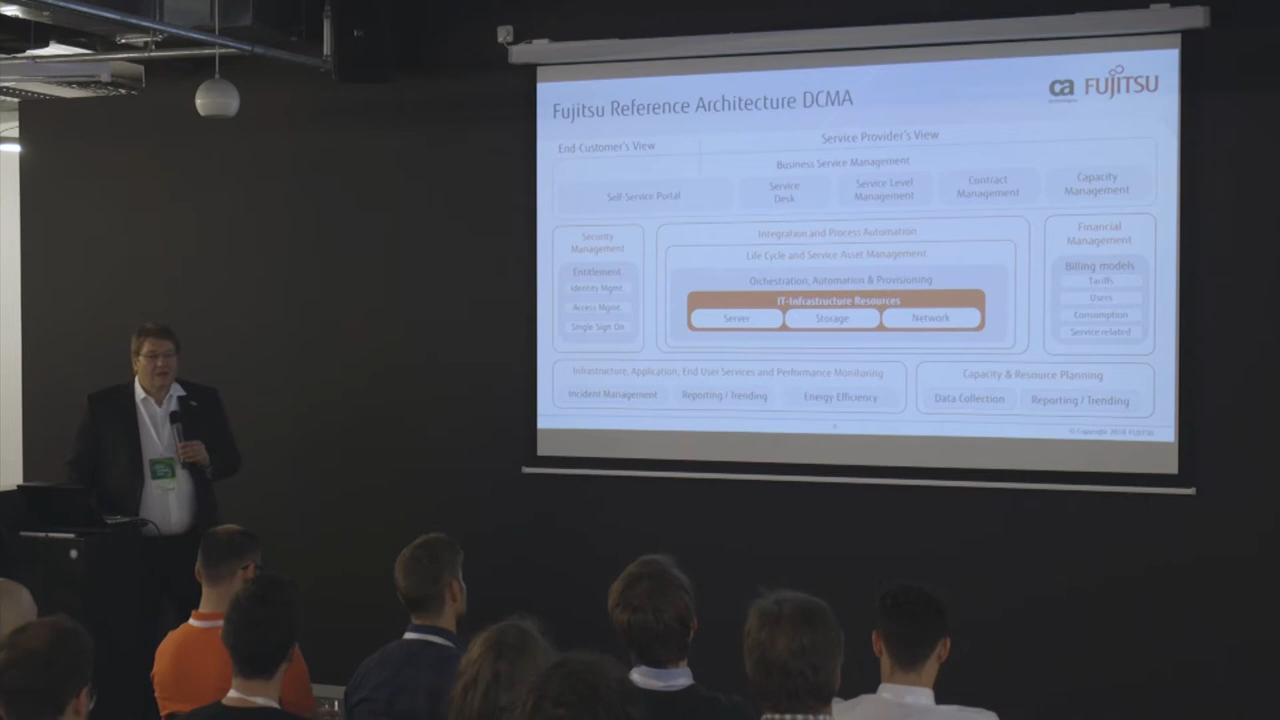 Fujitsu Reference Architecture DCMA
ca
technologies
FUJITSU
End-Customer's View
Service Provider's View
Business Service Management
Self-Service Portal
Service
Desk
Service Level
Management
Contract
Management
Capacity
Management
Security
Management
Entitlement
Identity Mgmt.
Access Mgmt.
Single Sign On
Integration and Process Automation
Life Cycle and Service Asset Management
Orchestration, Automation & Provisioning
IT-Infrastructure Resources
Server
Storage
Network
Financial
Management
Billing models
Tariffs
Users
Consumption
Service related
Infrastructure, Application, End User Services and Performance Monitoring
Incident Management
Reporting / Trending
Energy Efficiency
Capacity & Resource Planning
Data Collection
Reporting / Trending